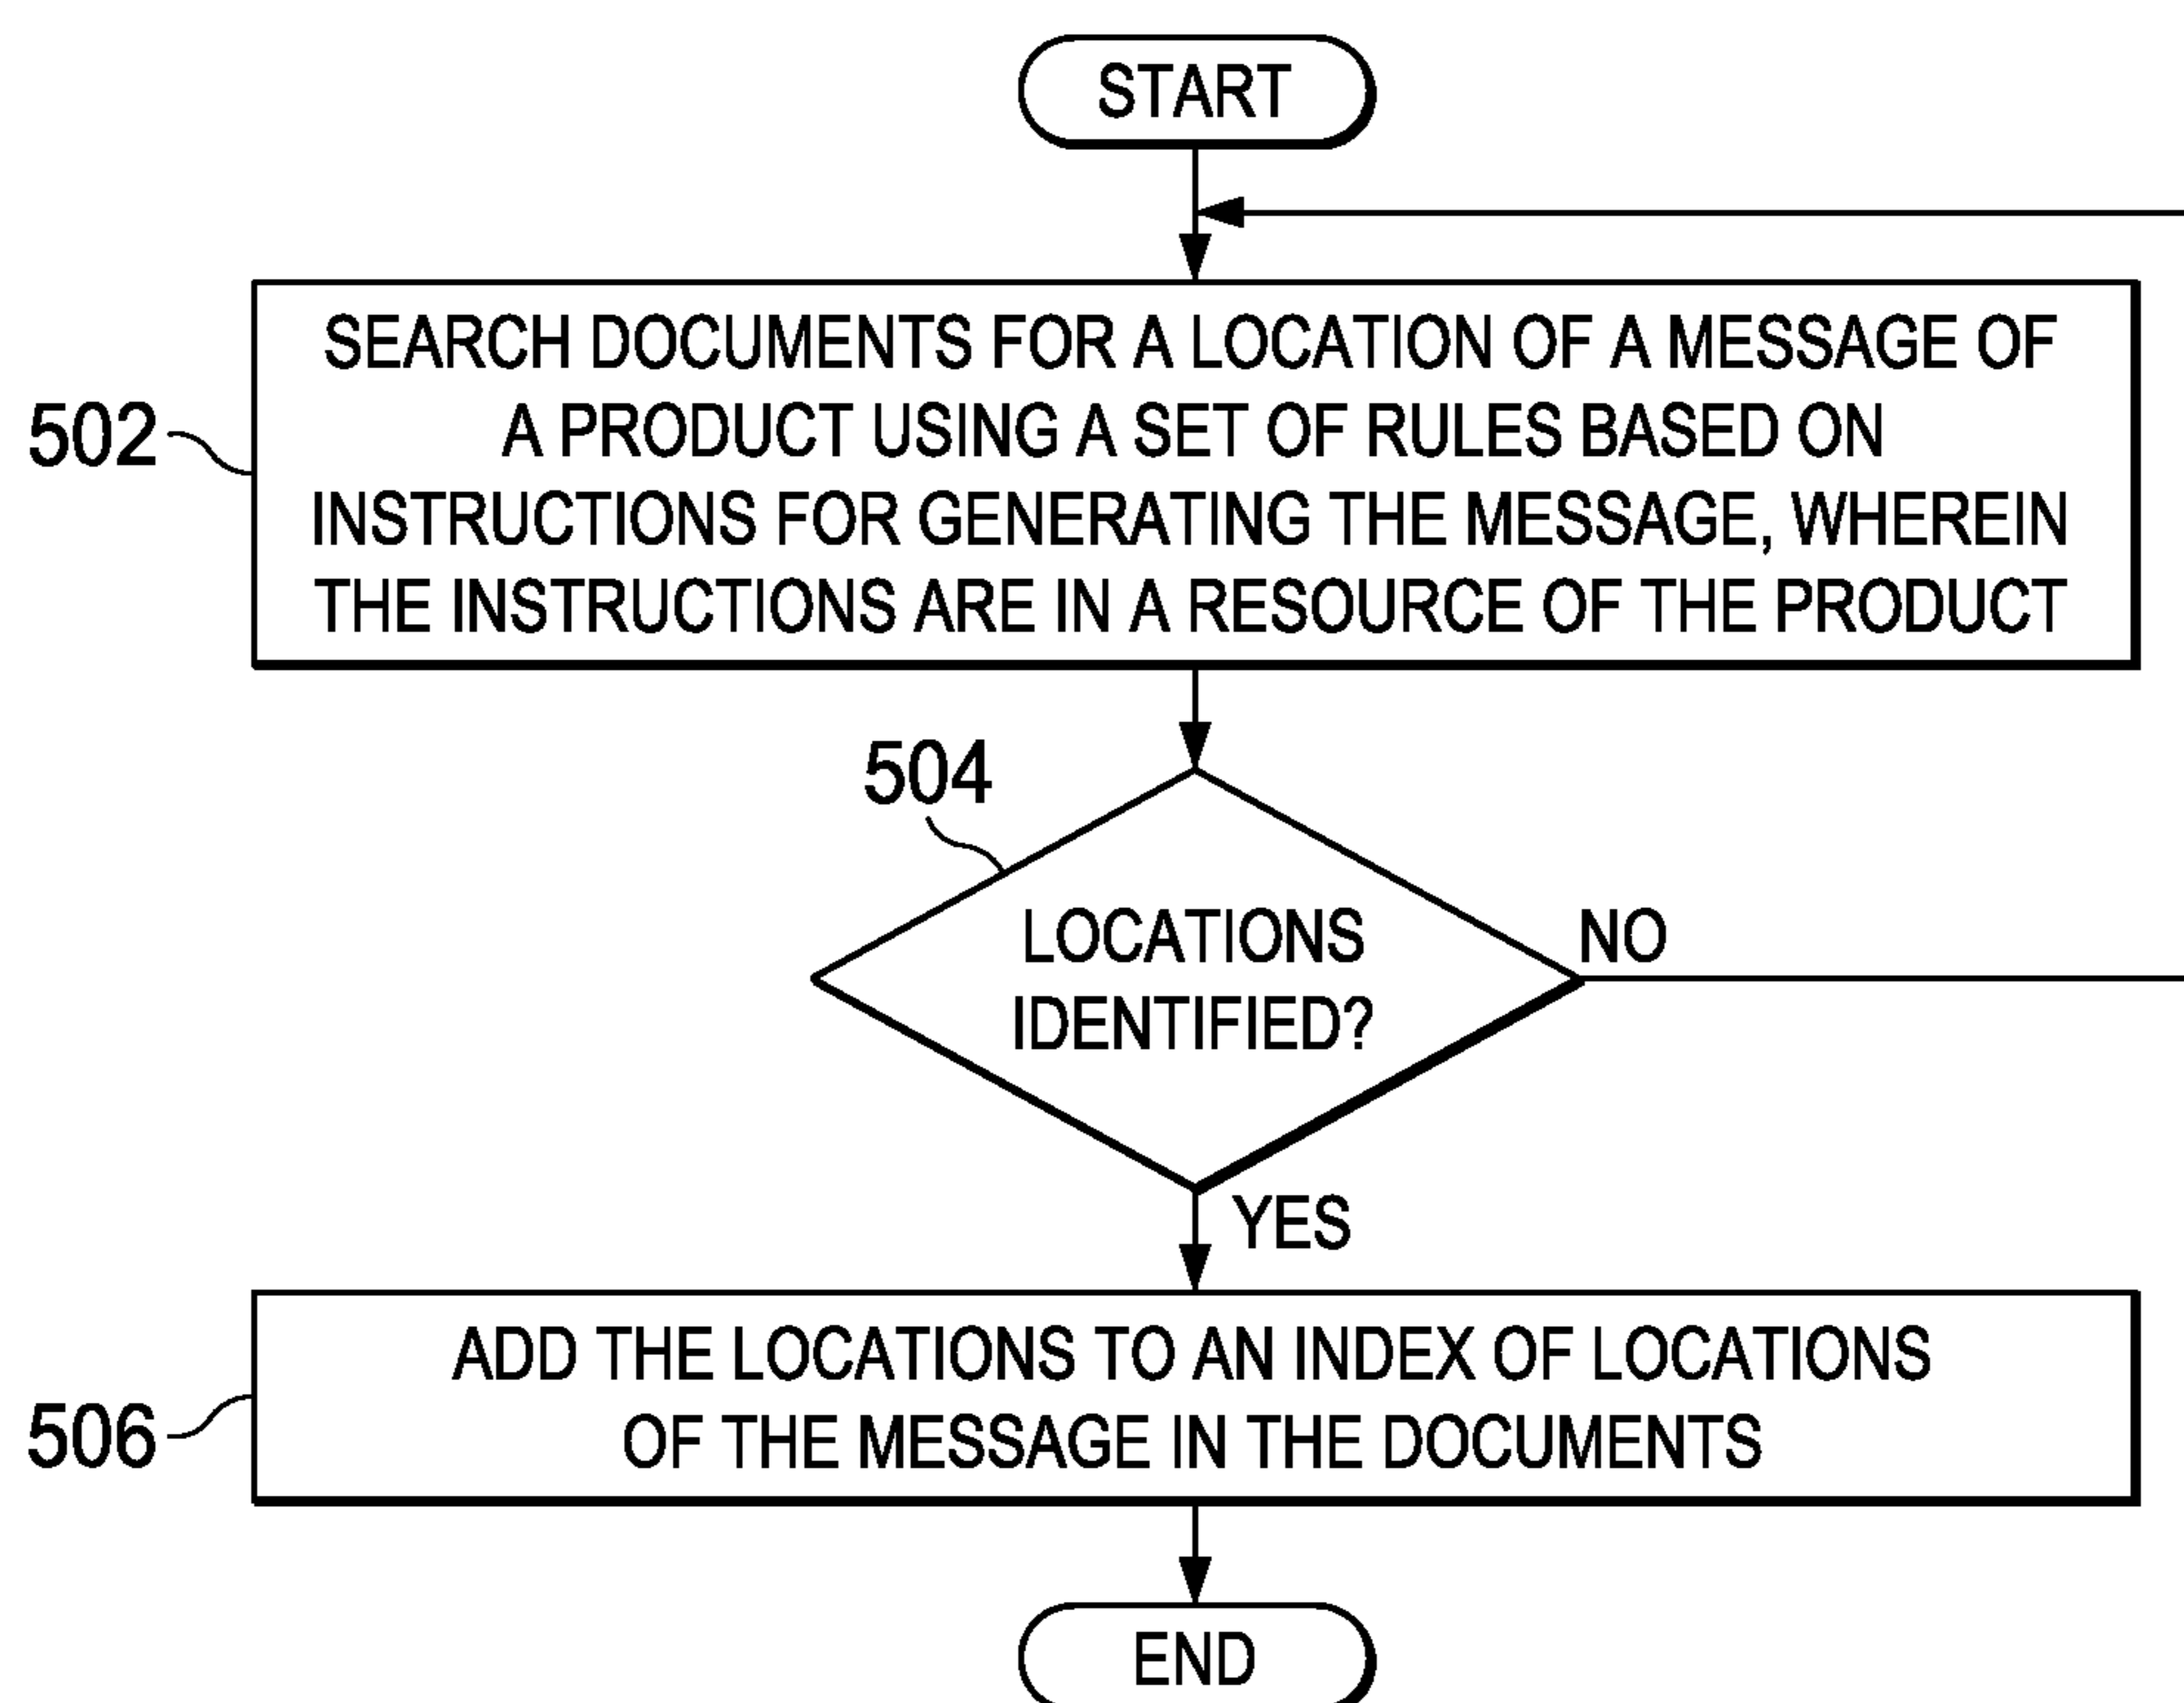 START
SEARCH DOCUMENTS FOR A LOCATION OF A MESSAGE OF
A PRODUCT USING A SET OF RULES BASED ON
INSTRUCTIONS FOR GENERATING THE MESSAGE, WHEREIN
THE INSTRUCTIONS ARE IN A RESOURCE OF THE PRODUCT
502
504
LOCATIONS
IDENTIFIED?
NO
YES
ADD THE LOCATIONS TO AN INDEX OF LOCATIONS
OF THE MESSAGE IN THE DOCUMENTS
506
END